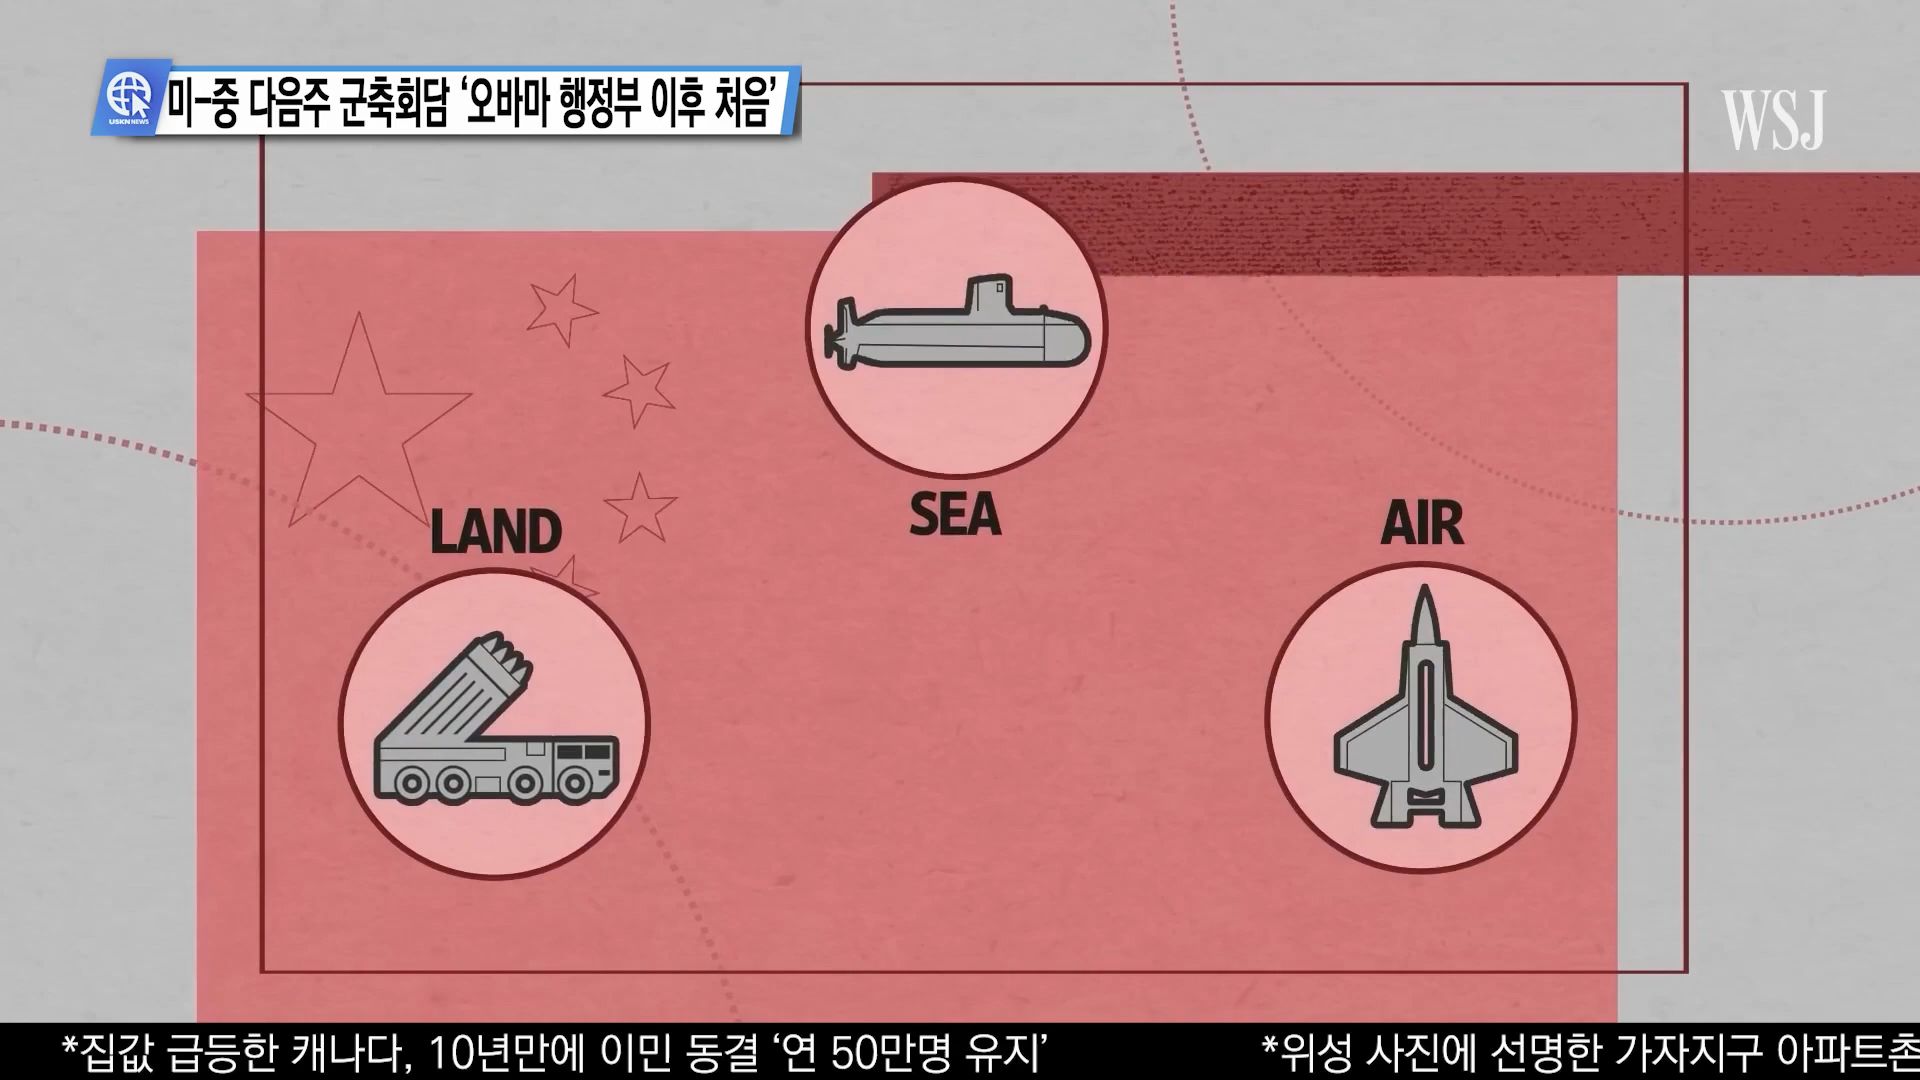 미-중 다음주 군축회담 ‘오바마 행정부 이후 처음’
USKN NEWS
WSJ
SEA
LAND
AIR
*집값 급등한 캐나다, 10년만에 이민 동결 ‘연 50만명 유지’
*위성 사진에 선명한 가자지구 아파트촌